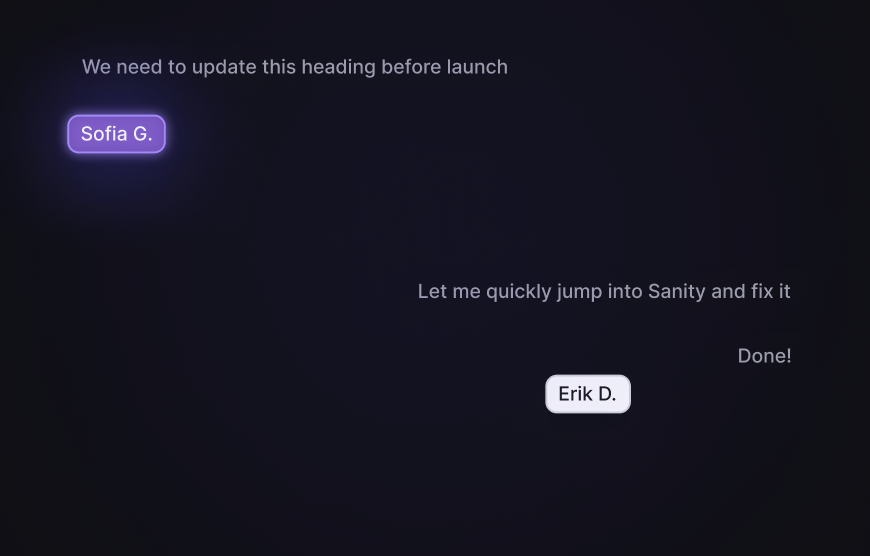 We need to update this heading before launch
Sofia G.
Let me quickly jump into Sanity and fix it
Done!
Erik D.